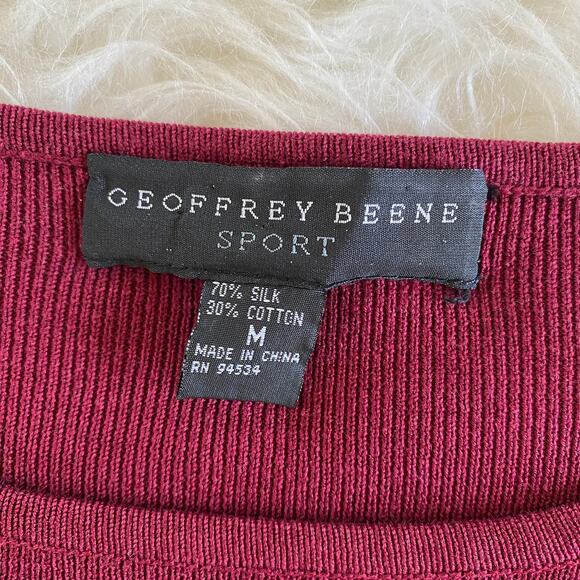 GEOFFREY BEENE
SPORT
70% SILK
30% COTTON
M
MADE IN CHINA
RN 94534